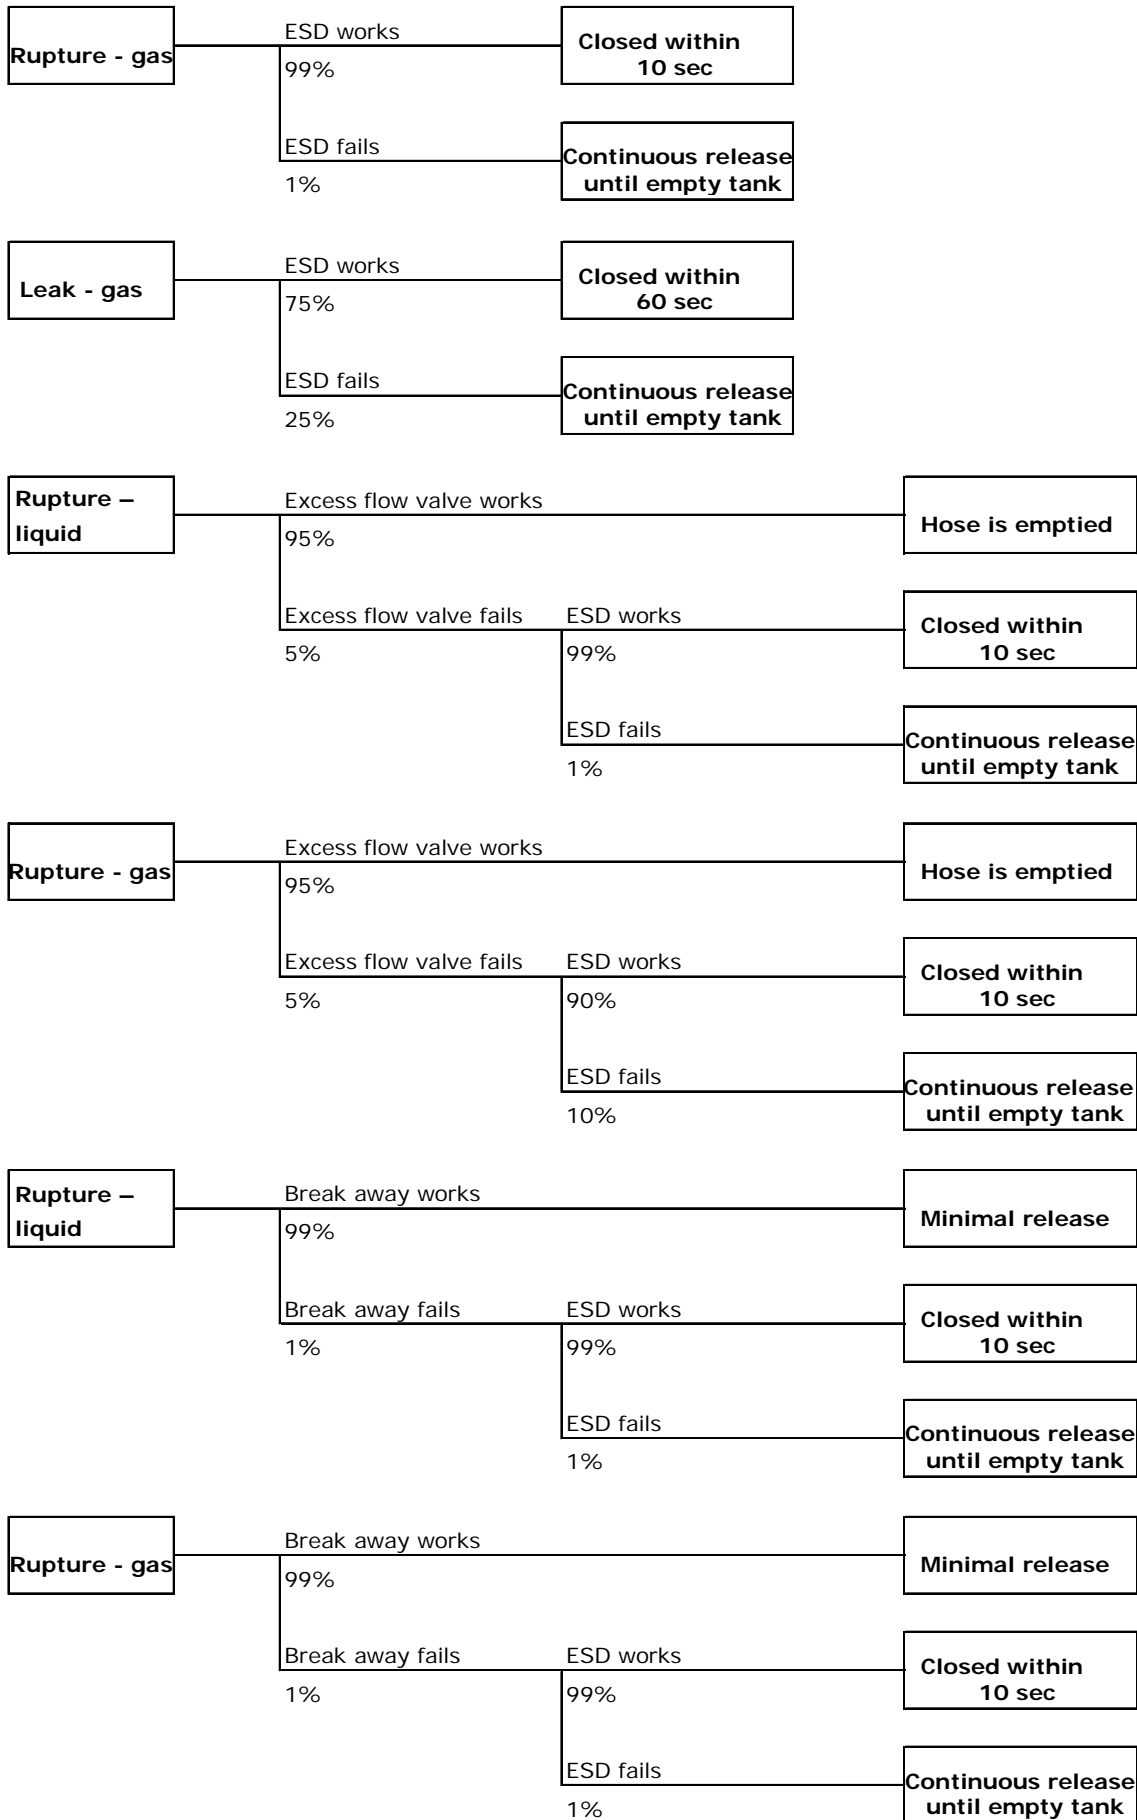 ESD works
Rupture - gas
99%
Closed within
10 sec
ESD fails
1%
Continuous release
until empty tank
ESD works
Leak - gas
75%
Closed within
60 sec
ESD fails
25%
Continuous release
until empty tank
Rupture –
liquid
Excess flow valve works
95%
Hose is emptied
Excess flow valve fails
5%
ESD works
99%
Closed within
10 sec
ESD fails
1%
Continuous release
until empty tank
Rupture - gas
Excess flow valve works
95%
Hose is emptied
Excess flow valve fails
5%
ESD works
90%
Closed within
10 sec
ESD fails
10%
Continuous release
until empty tank
Rupture –
liquid
Break away works
99%
Minimal release
Break away fails
1%
ESD works
99%
Closed within
10 sec
ESD fails
1%
Continuous release
until empty tank
Rupture - gas
Break away works
99%
Minimal release
Break away fails
1%
ESD works
99%
Closed within
10 sec
ESD fails
1%
Continuous release
until empty tank